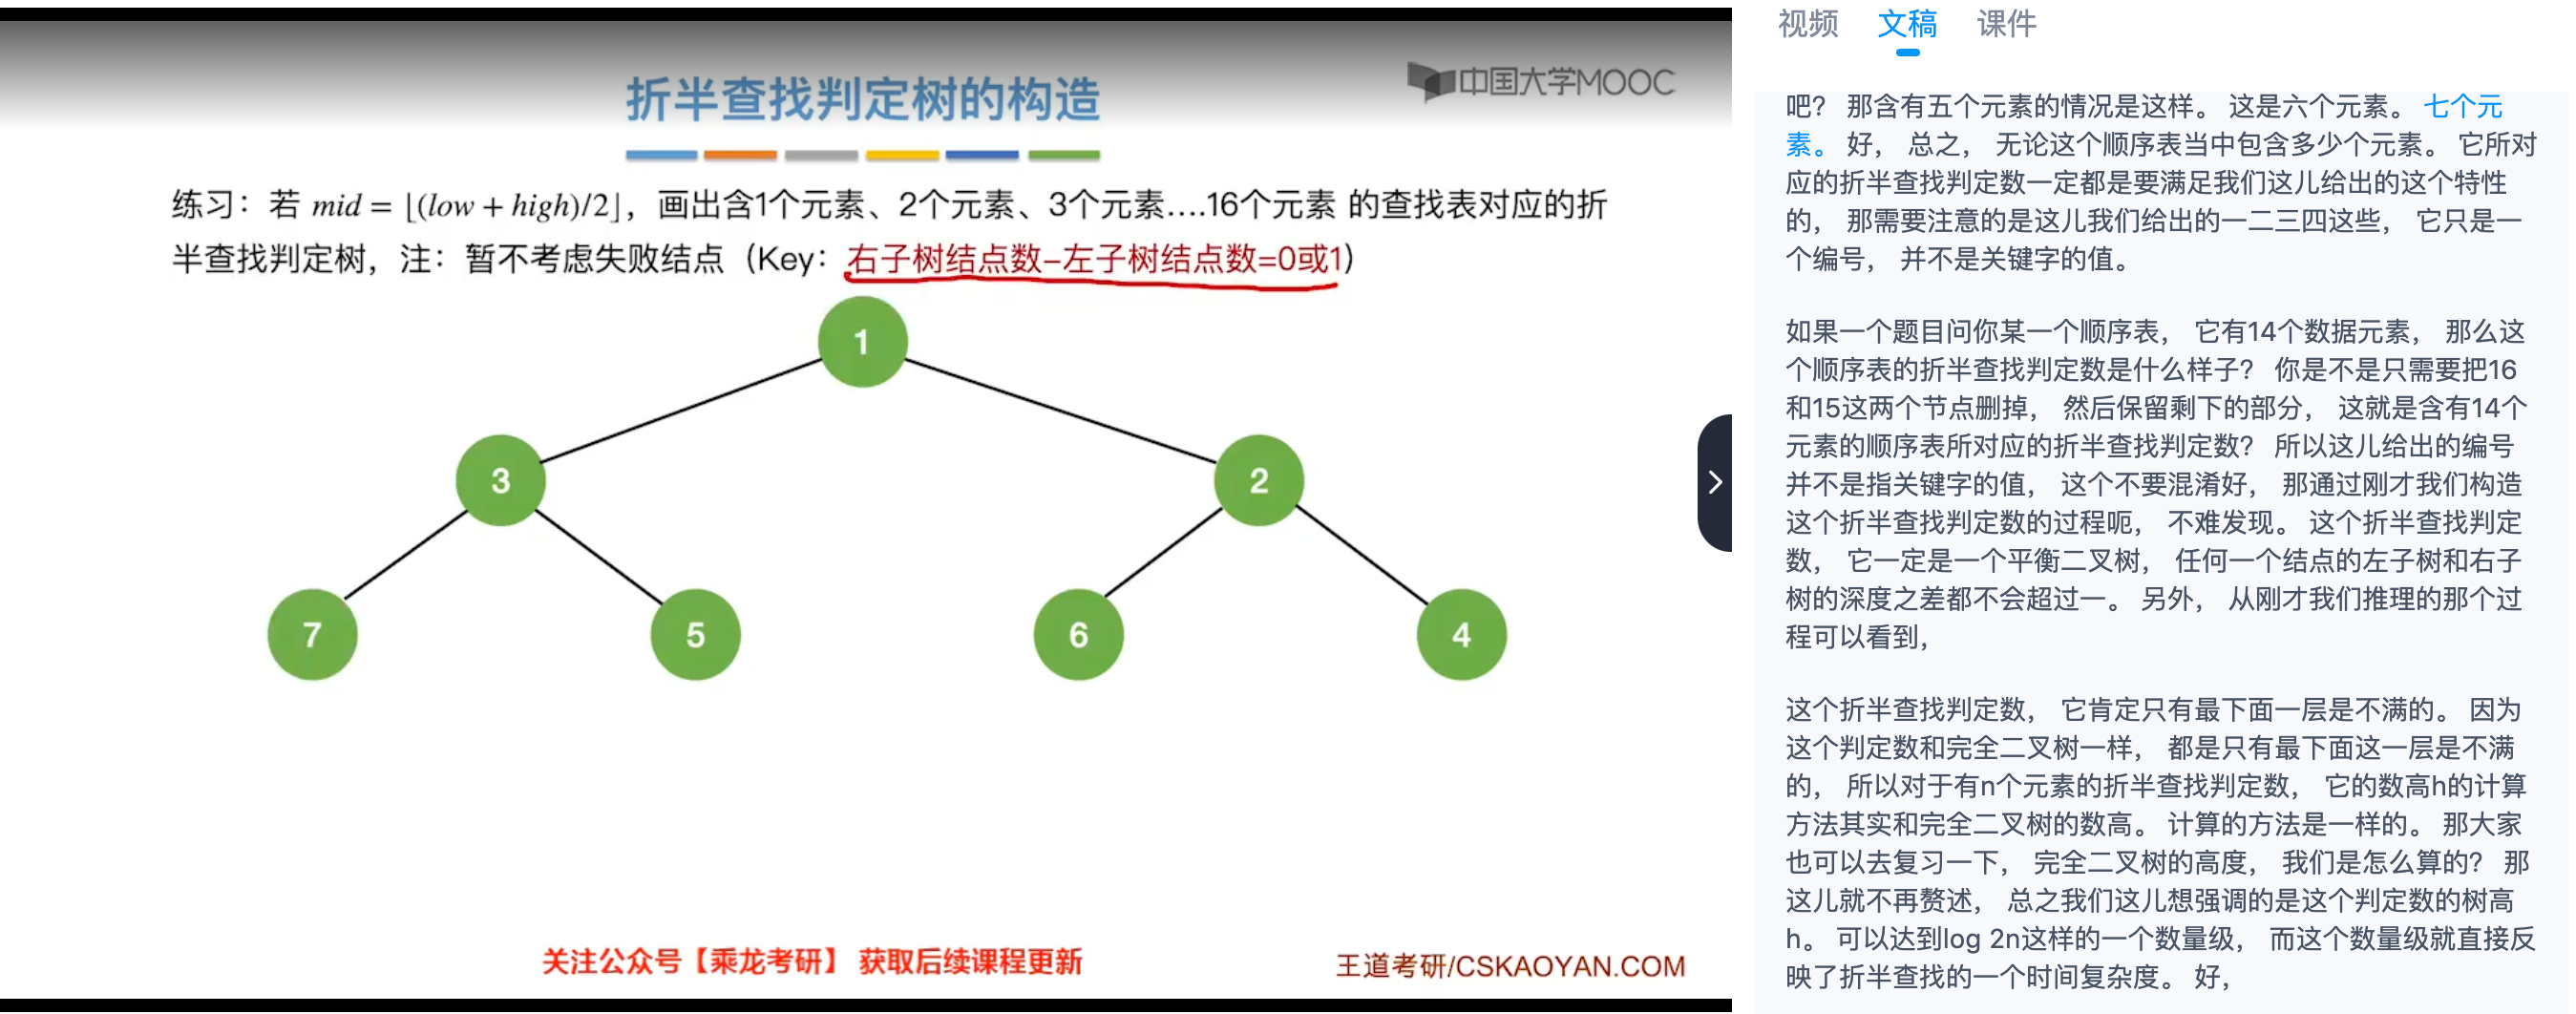 折半查找判定树的构造
中国大学MOOC
练习：若 mid = ⌊(low + high)/2⌋，画出含1个元素、2个元素、3个元素....16个元素 的查找表对应的折
半查找判定树，注：暂不考虑失败结点（Key：右子树结点数–左子树结点数=0或1）
1
3
2
7
5
6
4
关注公众号【乘龙考研】 获取后续课程更新
王道考研/CSKAOYAN.COM
视频 文稿 课件
吧？ 那含有五个元素的情况是这样。 这是六个元素。 七个元
素。 好， 总之， 无论这个顺序表当中包含多少个元素。 它所对
应的折半查找判定数一定都是要满足我们这儿给出的这个特性
的， 那需要注意的是这儿我们给出的一二三四这些， 它只是一
个编号， 并不是关键字的值。
如果一个题目问你某一个顺序表， 它有14个数据元素， 那么这
个顺序表的折半查找判定数是什么样子？ 你是不是只需要把16
和15这两个节点删掉， 然后保留剩下的部分， 这就是含有14个
元素的顺序表所对应的折半查找判定数？ 所以这儿给出的编号
并不是指关键字的值， 这个不要混淆好， 那通过刚才我们构造
这个折半查找判定数的过程呃， 不难发现。 这个折半查找判定
数， 它一定是一个平衡二叉树， 任何一个结点的左子树和右子
树的深度之差都不会超过一。 另外， 从刚才我们推理的那个过
程可以看到，
这个折半查找判定数， 它肯定只有最下面一层是不满的。 因为
这个判定数和完全二叉树一样， 都是只有最下面这一层是不满
的， 所以对于有n个元素的折半查找判定数， 它的数高h的计算
方法其实和完全二叉树的数高。 计算的方法是一样的。 那大家
也可以去复习一下， 完全二叉树的高度， 我们是怎么算的？ 那
这儿就不再赘述， 总之我们这儿想强调的是这个判定数的树高
h。 可以达到log 2n这样的一个数量级， 而这个数量级就直接反
映了折半查找的一个时间复杂度。 好，